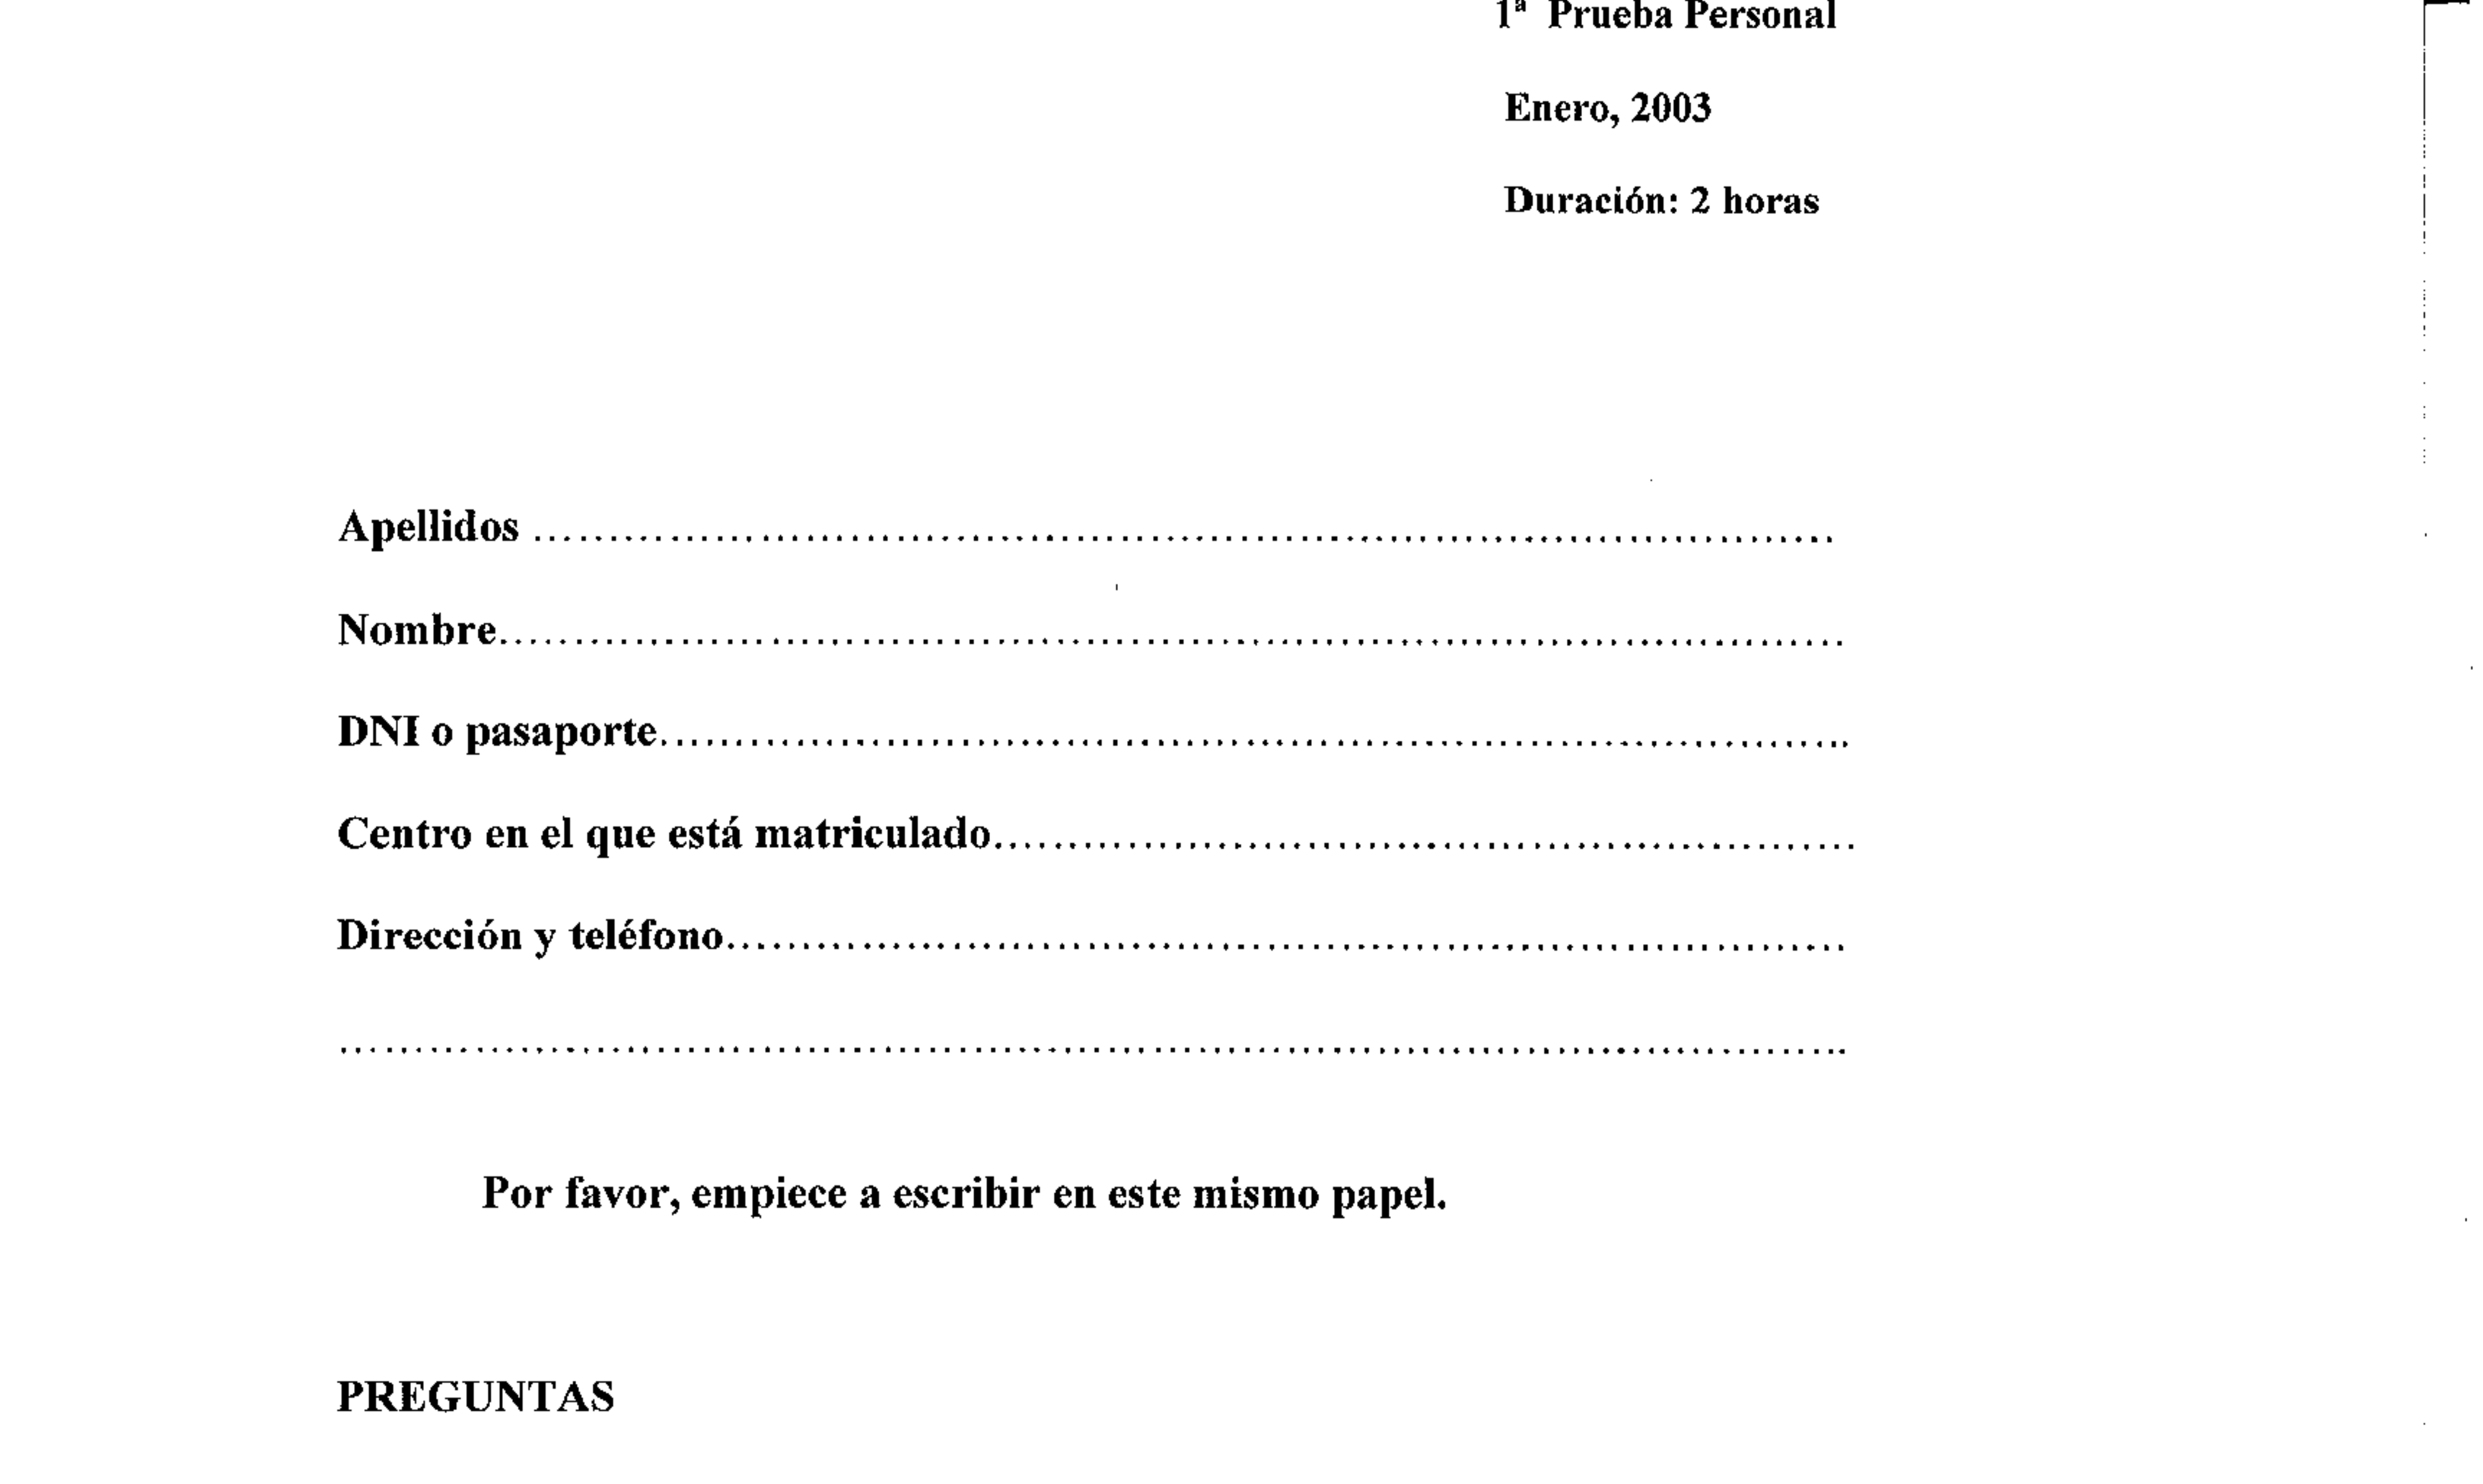 1ª Prueba Personal
Enero, 2003
Duración: 2 horas
Apellidos ...........................................................................................
Nombre...........................................................................................
DNI o pasaporte................................................................................
Centro en el que está matriculado..........................................................
Dirección y teléfono...........................................................................
....................................................................................................
Por favor, empiece a escribir en este mismo papel.
PREGUNTAS